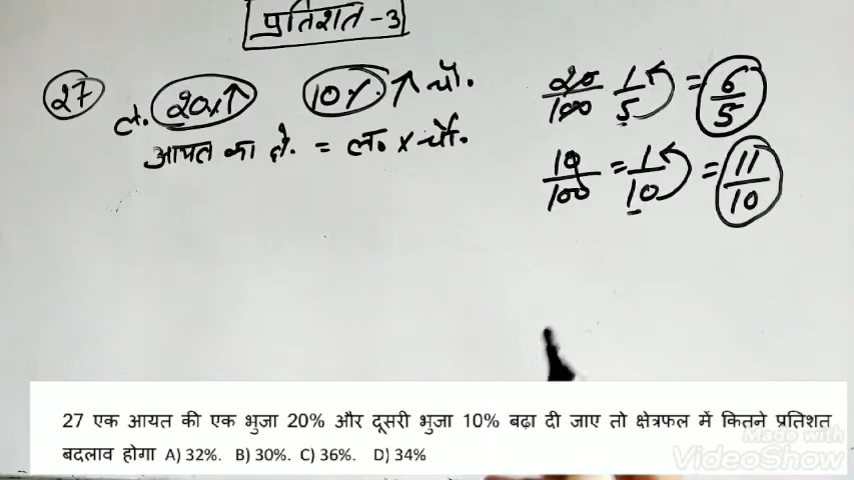 प्रतिशत-3
27 ल. 20%↑ 10%↑ चौ. 20/100 1/5 = 6/5
आयत का क्षे. = ल० × चौ.
10/100 = 1/10 = 11/10
27 एक आयत की एक भुजा 20% और दूसरी भुजा 10% बढ़ा दी जाए तो क्षेत्रफल में कितने प्रतिशत
बदलाव होगा A) 32%. B) 30%. C) 36%. D) 34%
Made with
VideoShow